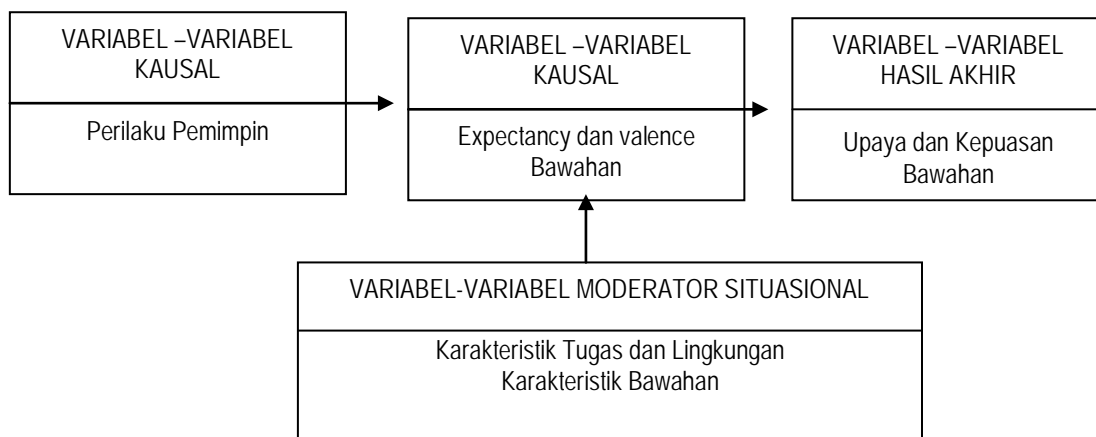 VARIABEL –VARIABEL
KAUSAL
Perilaku Pemimpin
VARIABEL –VARIABEL
KAUSAL
Expectancy dan valence
Bawahan
VARIABEL –VARIABEL
HASIL AKHIR
Upaya dan Kepuasan
Bawahan
VARIABEL-VARIABEL MODERATOR SITUASIONAL
Karakteristik Tugas dan Lingkungan
Karakteristik Bawahan